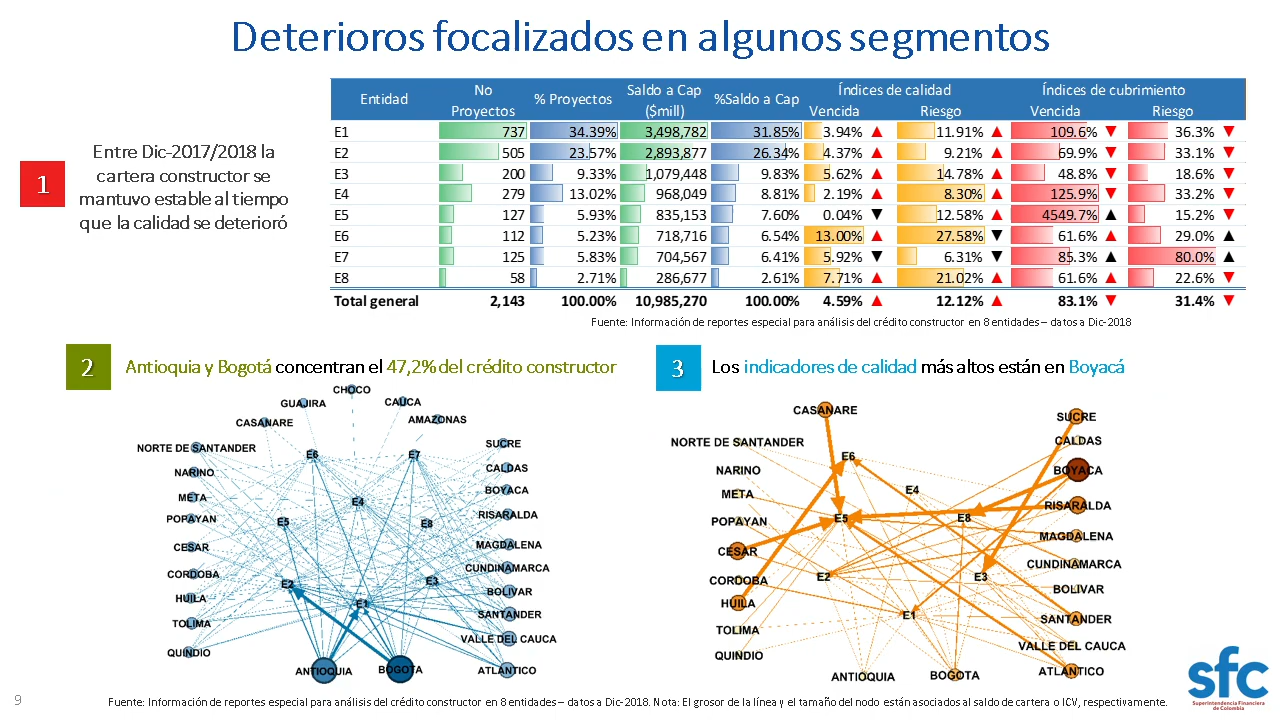 Deterioros focalizados en algunos segmentos
1
Entre Dic-2017/2018 la
cartera constructor se
mantuvo estable al tiempo
que la calidad se deterioró
Entidad No Proyectos % Proyectos Saldo a Cap ($mill) %Saldo a Cap Índices de calidad Índices de cubrimiento
Vencida Riesgo Vencida Riesgo
E1 737 34.39% 3,498,782 31.85% 3.94% ▲ 11.91% ▲ 109.6% ▼ 36.3% ▼
E2 505 23.57% 2,893,877 26.34% 4.37% ▲ 9.21% ▲ 69.9% ▼ 33.1% ▼
E3 200 9.33% 1,079,448 9.83% 5.62% ▲ 14.78% ▲ 48.8% ▼ 18.6% ▼
E4 279 13.02% 968,049 8.81% 2.19% ▲ 8.30% ▲ 125.9% ▼ 33.2% ▼
E5 127 5.93% 835,153 7.60% 0.04% ▼ 12.58% ▲ 4549.7% ▲ 15.2% ▼
E6 112 5.23% 718,716 6.54% 13.00% ▲ 27.58% ▼ 61.6% ▲ 29.0% ▲
E7 125 5.83% 704,567 6.41% 5.92% ▼ 6.31% ▼ 85.3% ▲ 80.0% ▲
E8 58 2.71% 286,677 2.61% 7.71% ▲ 21.02% ▲ 61.6% ▲ 22.6% ▼
Total general 2,143 100.00% 10,985,270 100.00% 4.59% ▲ 12.12% ▲ 83.1% ▼ 31.4% ▼
Fuente: Información de reportes especial para análisis del crédito constructor en 8 entidades – datos a Dic-2018
2
Antioquia y Bogotá concentran el 47,2% del crédito constructor
CHOCO
GUAJIRA
CAUCA
CASANARE
AMAZONAS
NORTE DE SANTANDER
SUCRE
E6
E7
NARINO
CALDAS
META
BOYACA
E4
POPAYAN
E5
E8
RISARALDA
CESAR
MAGDALENA
CORDOBA
CUNDINAMARCA
E2
E3
HUILA
BOLIVAR
E1
TOLIMA
SANTANDER
VALLE DEL CAUCA
QUINDIO
ANTIOQUIA
BOGOTA
ATLANTICO
3
Los indicadores de calidad más altos están en Boyacá
CASANARE
SUCRE
NORTE DE SANTANDER
CALDAS
E6
NARINO
BOYACA
META
E4
RISARALDA
POPAYAN
E5
E8
MAGDALENA
CESAR
CUNDINAMARCA
CORDOBA
E2
E3
BOLIVAR
HUILA
E1
SANTANDER
TOLIMA
VALLE DEL CAUCA
QUINDIO
ANTIOQUIA
BOGOTA
ATLANTICO
9
Fuente: Información de reportes especial para análisis del crédito constructor en 8 entidades – datos a Dic-2018. Nota: El grosor de la línea y el tamaño del nodo están asociados al saldo de cartera o ICV, respectivamente.
sfc
Superintendencia Financiera
de Colombia